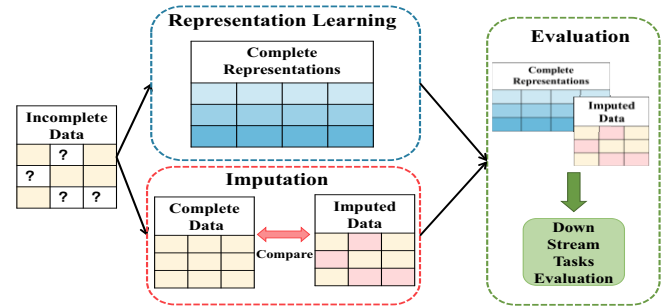 Representation Learning
Complete
Representations
Incomplete
Data
?
?
? ?
Imputation
Complete
Data
Compare
Imputed
Data
Evaluation
Complete
Representations
Imputed
Data
Down
Stream
Tasks
Evaluation